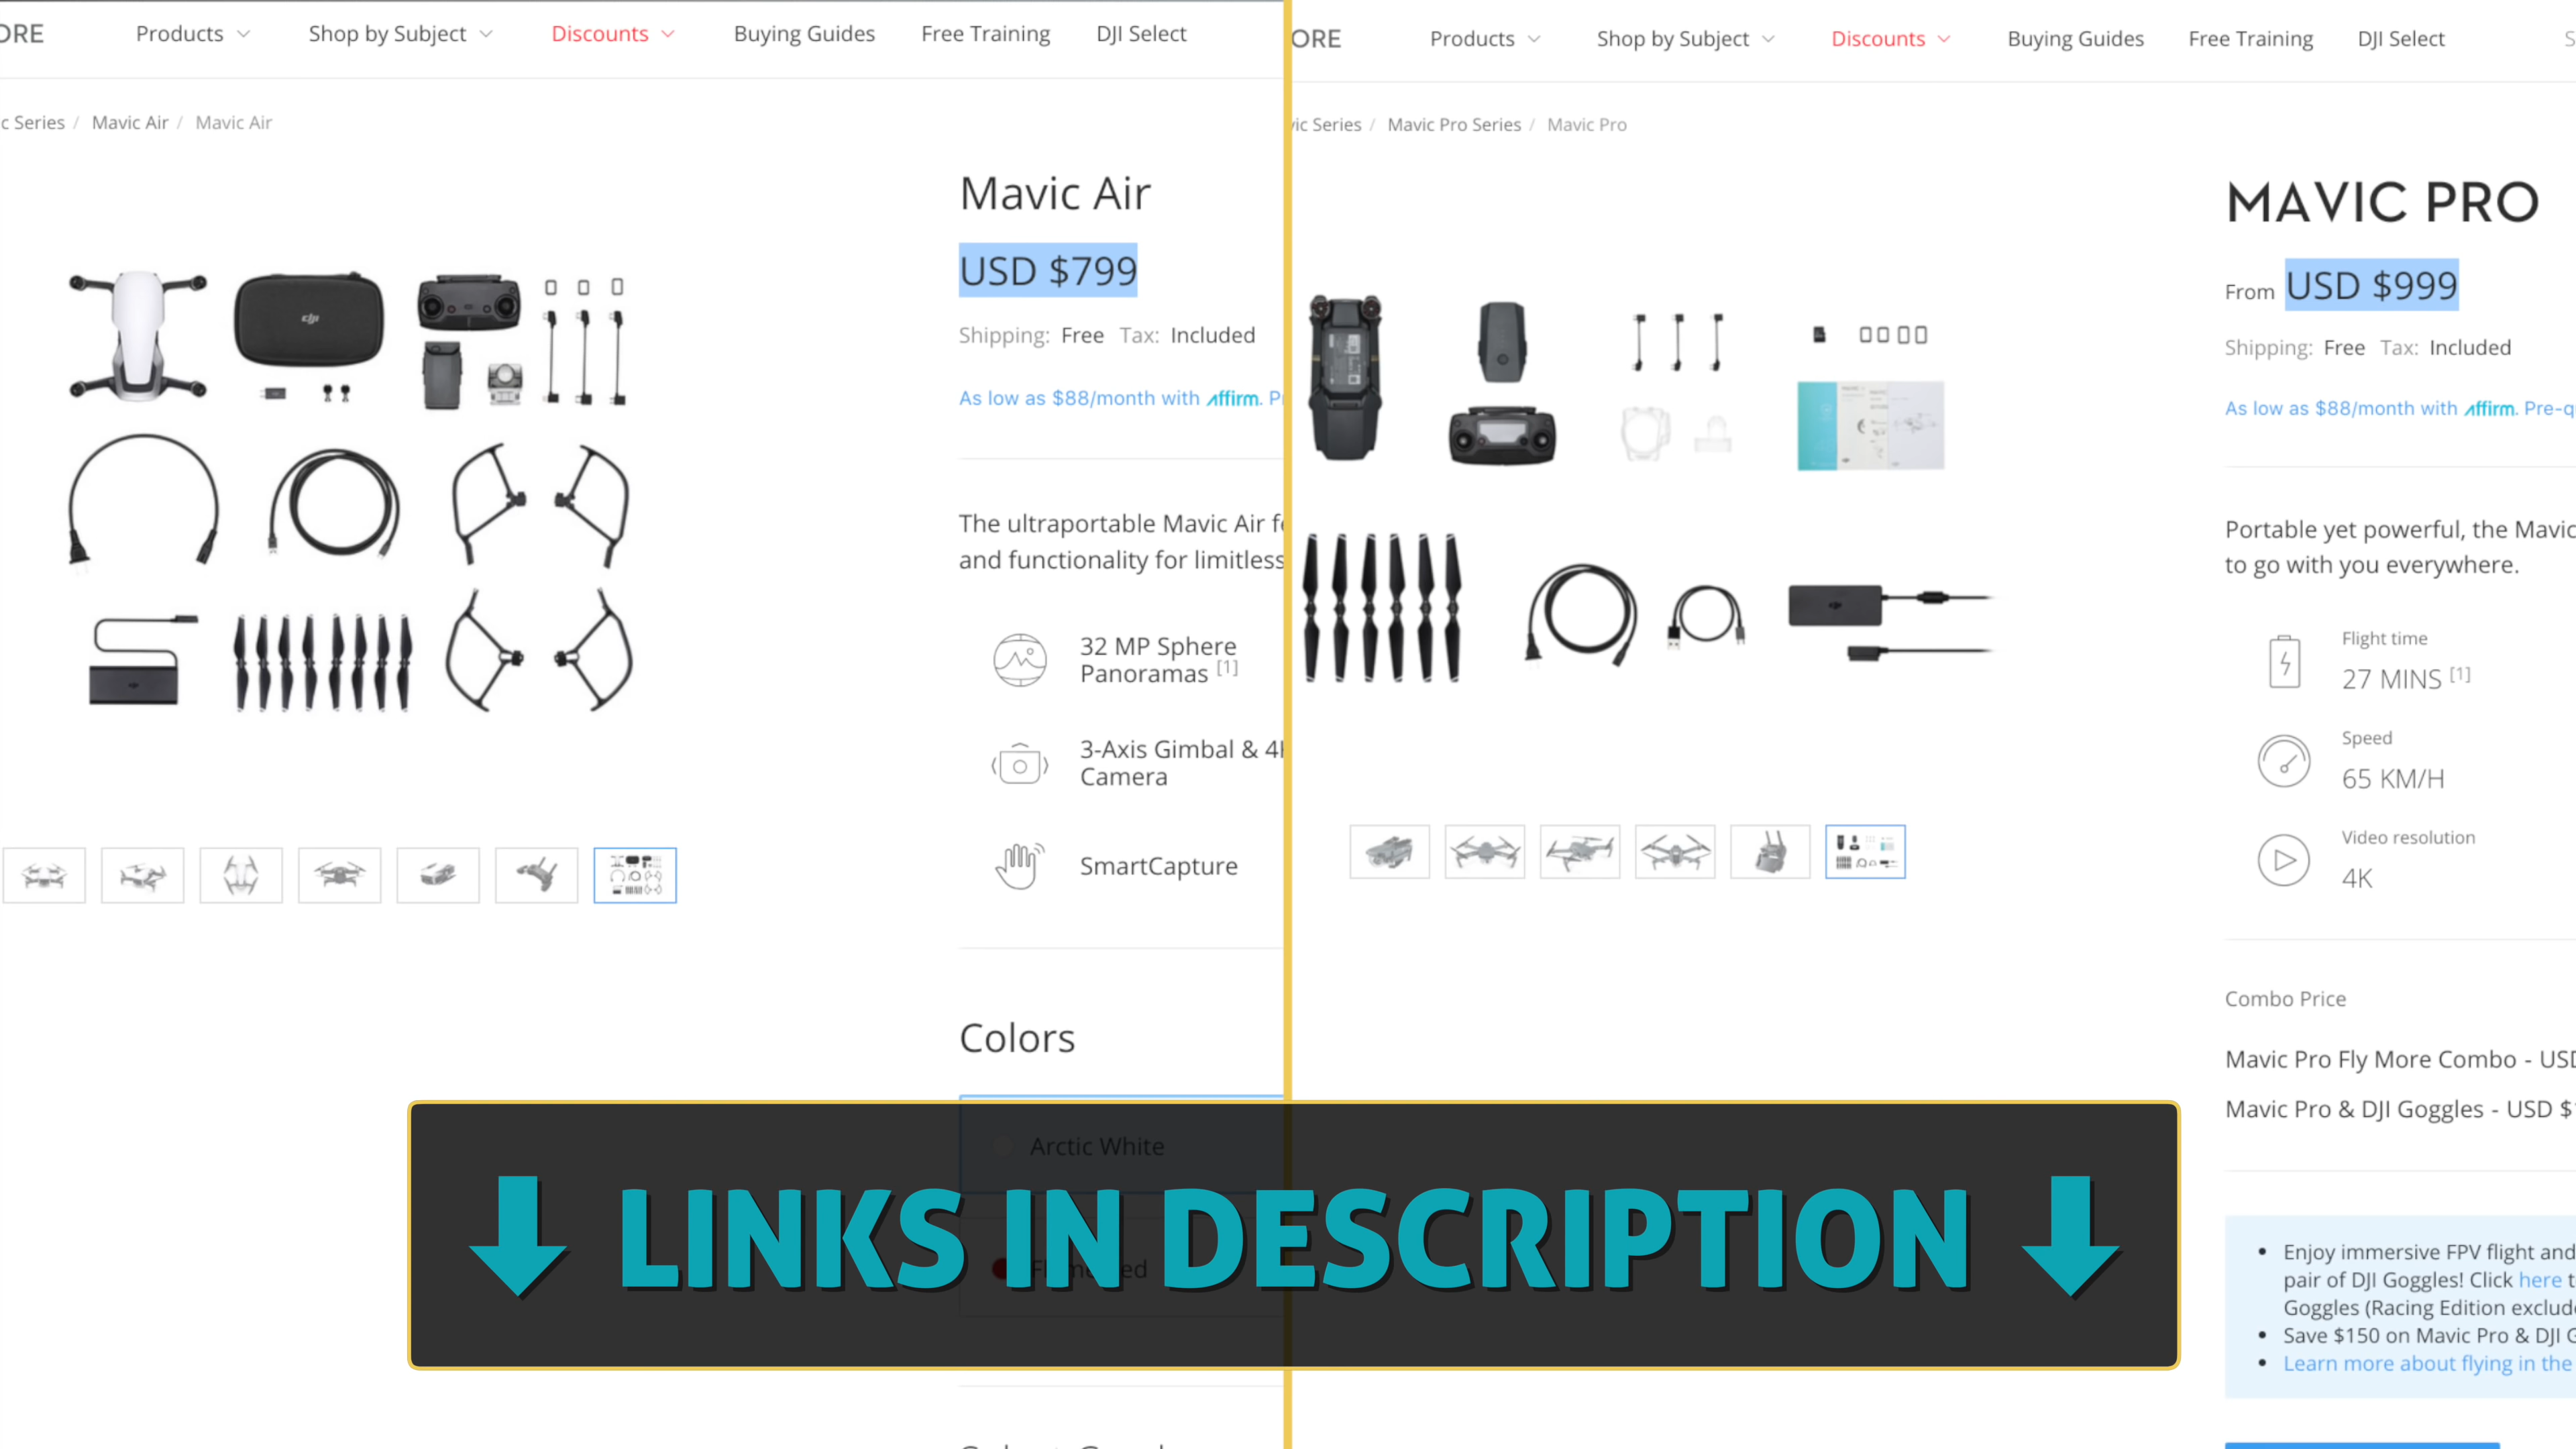 ORE Products Shop by Subject Discounts Buying Guides Free Training DJI Select
c Series / Mavic Air / Mavic Air
Mavic Air
USD $799
Shipping: Free Tax: Included
As low as $88/month with affirm.
The ultraportable Mavic Air
and functionality for limitless
32 MP Sphere
Panoramas [1]
3-Axis Gimbal & 4K
Camera
SmartCapture
Colors
Arctic White
ORE Products Shop by Subject Discounts Buying Guides Free Training DJI Select
vic Series / Mavic Pro Series / Mavic Pro
MAVIC PRO
From USD $999
Shipping: Free Tax: Included
As low as $88/month with affirm. Pre-q
Portable yet powerful, the Mavic
to go with you everywhere.
Flight time
27 MINS [1]
Speed
65 KM/H
Video resolution
4K
Combo Price
Mavic Pro Fly More Combo - USD
Mavic Pro & DJI Goggles - USD $
Enjoy immersive FPV flight and
pair of DJI Goggles! Click here
Goggles (Racing Edition exclud
Save $150 on Mavic Pro & DJI
Learn more about flying in the
LINKS IN DESCRIPTION